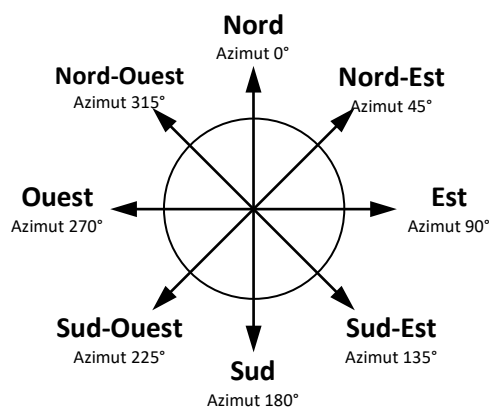 Nord
Azimut 0°
Nord-Ouest
Azimut 315°
Nord-Est
Azimut 45°
Ouest
Azimut 270°
Est
Azimut 90°
Sud-Ouest
Azimut 225°
Sud-Est
Azimut 135°
Sud
Azimut 180°